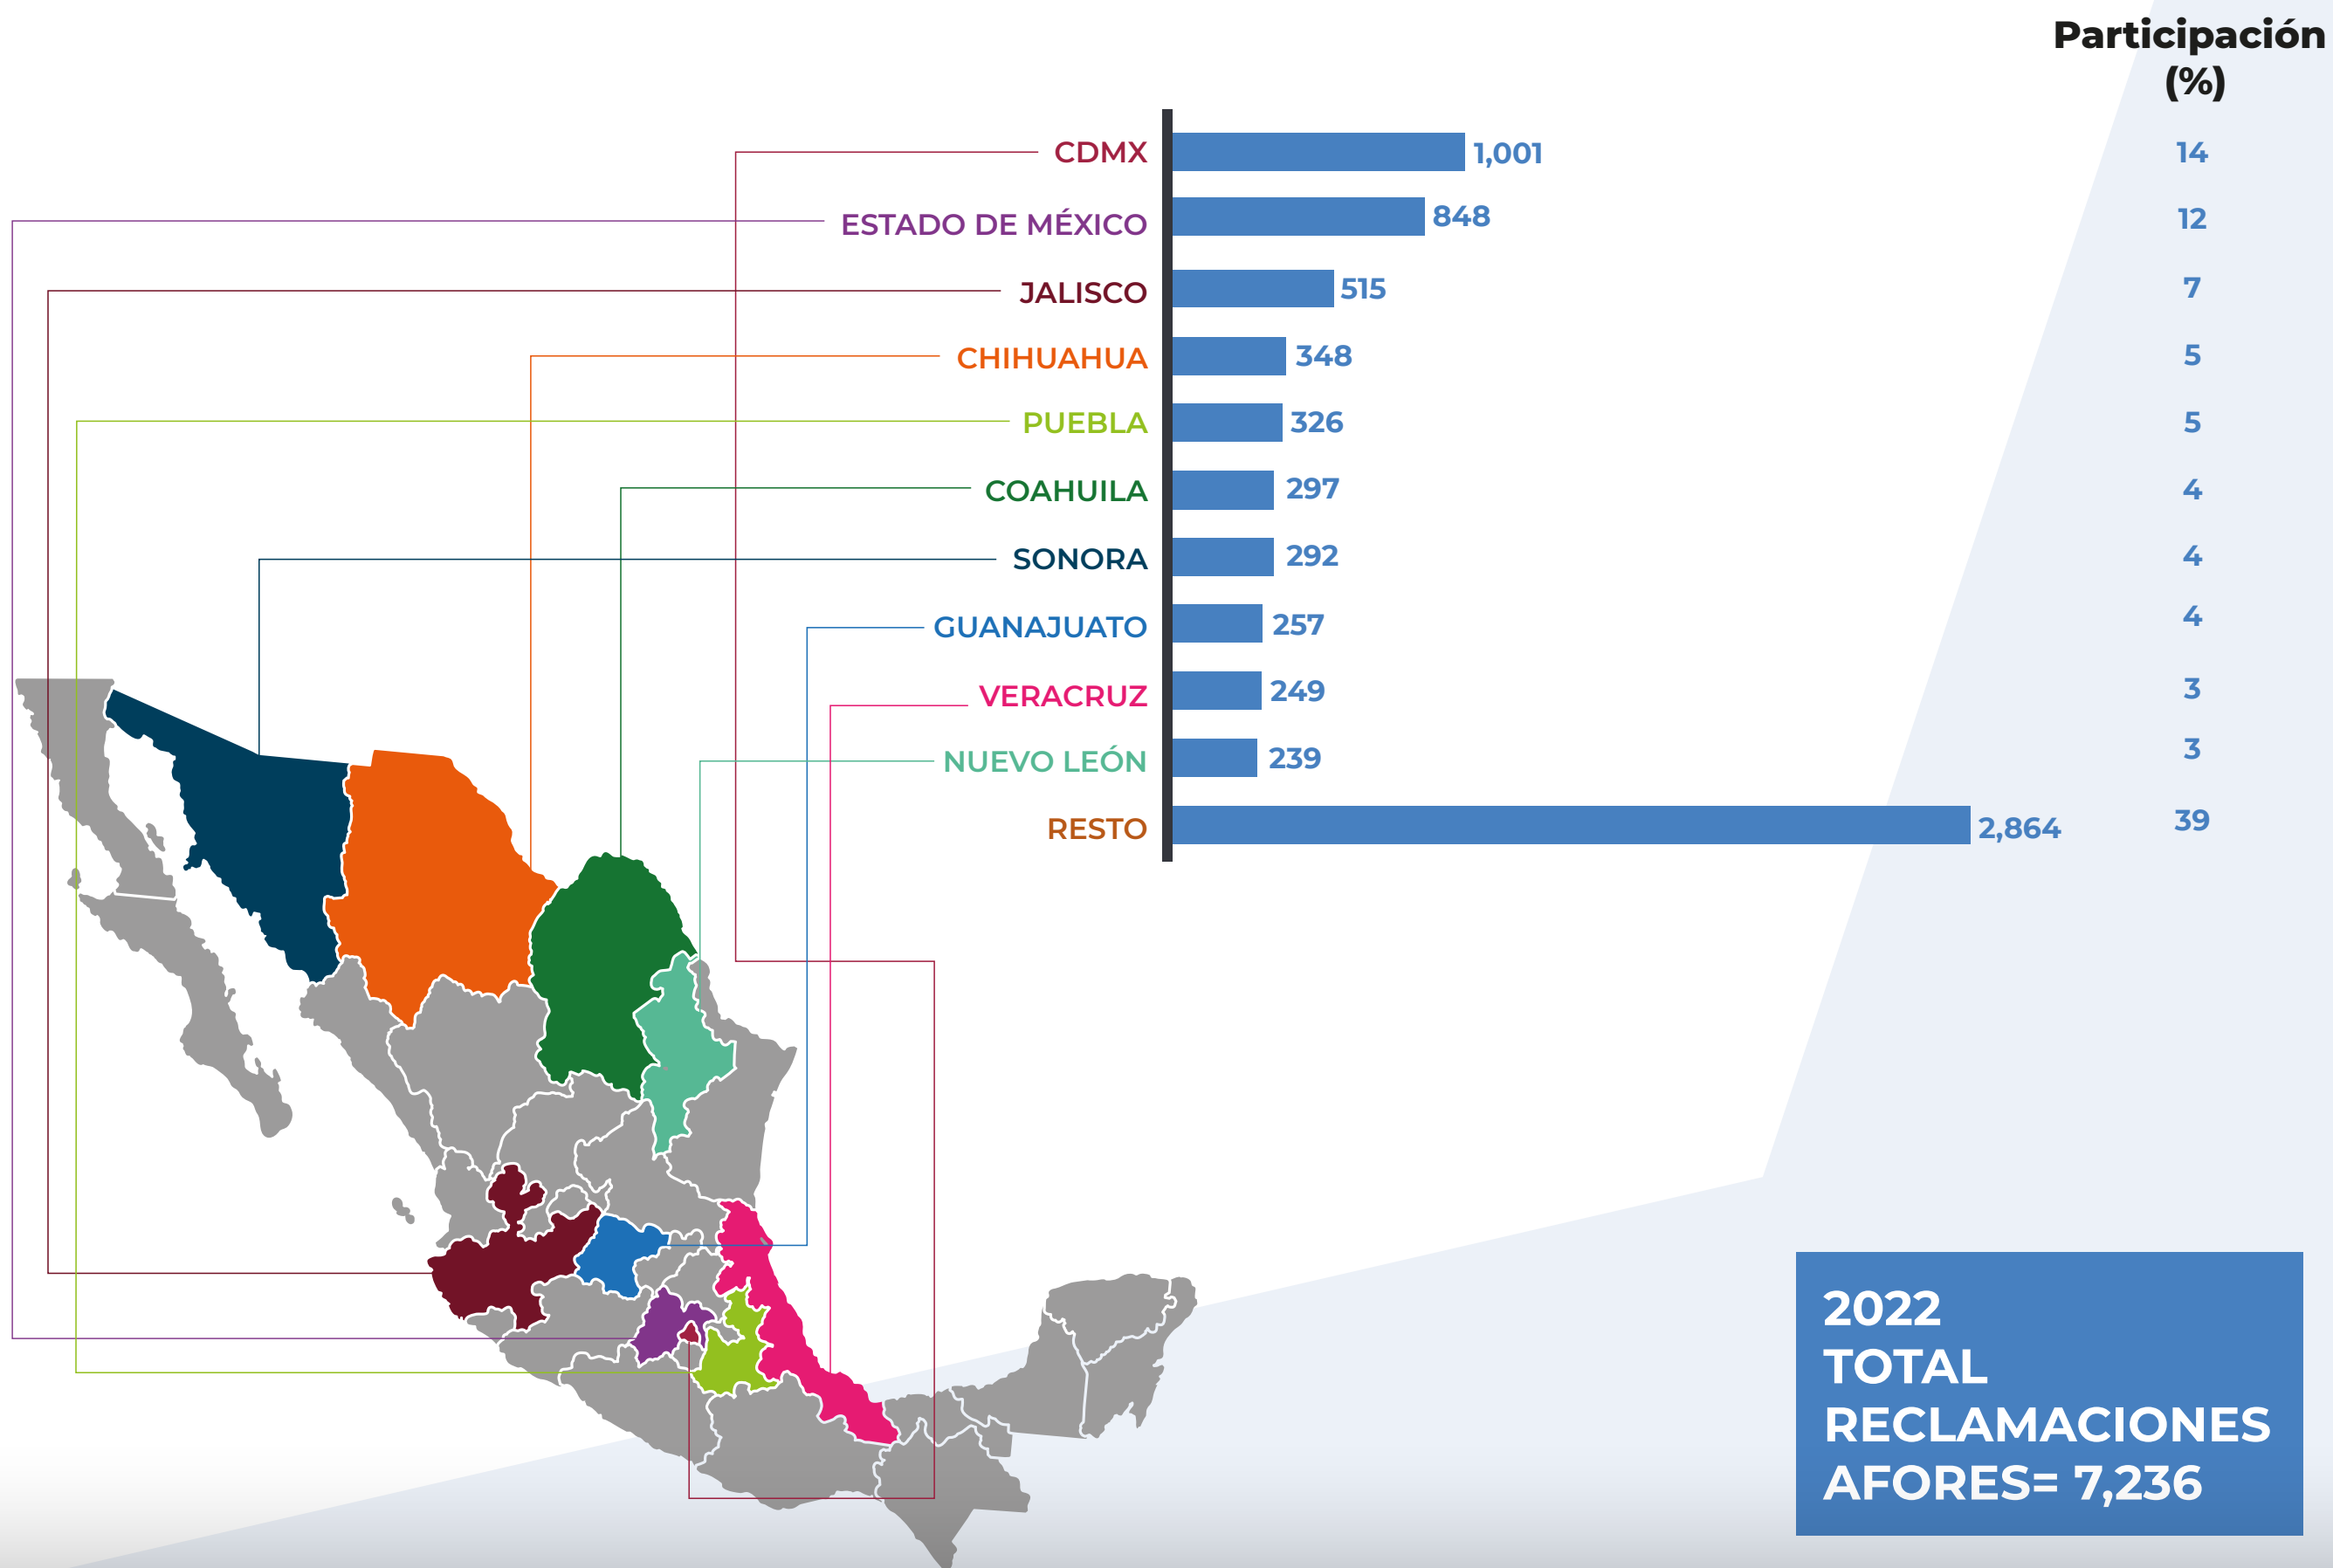 Participación
(%)
CDMX 1,001 14
ESTADO DE MÉXICO 848 12
JALISCO 515 7
CHIHUAHUA 348 5
PUEBLA 326 5
COAHUILA 297 4
SONORA 292 4
GUANAJUATO 257 4
VERACRUZ 249 3
NUEVO LEÓN 239 3
RESTO 2,864 39
2022
TOTAL
RECLAMACIONES
AFORES= 7,236